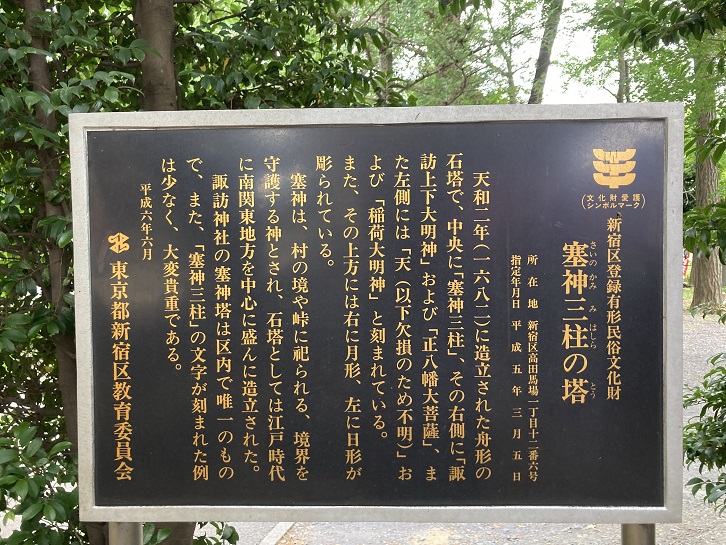 文化財愛護
シンボルマーク
新宿区登録有形民俗文化財
さいの かみ み はしら とう
塞神三柱の塔
所在地 新宿区高田馬場一丁目十二番六号
指定年月日 平成五年三月五日
天和二年(一六八二)に造立された舟形の
石塔で、中央に「塞神三柱」、その右側に「諏
訪上下大明神」および「正八幡大菩薩」、ま
た左側には「天(以下欠損のため不明)」お
よび「稲荷大明神」と刻まれている。
また、その上方には右に月形、左に日形が
彫られている。
塞神は、村の境や峠に祀られる、境界を
守護する神とされ、石塔としては江戸時代
に南関東地方を中心に盛んに造立された。
諏訪神社の塞神塔は区内で唯一のもの
で、また、「塞神三柱」の文字が刻まれた例
は少なく、大変貴重である。
平成六年六月
東京都新宿区教育委員会